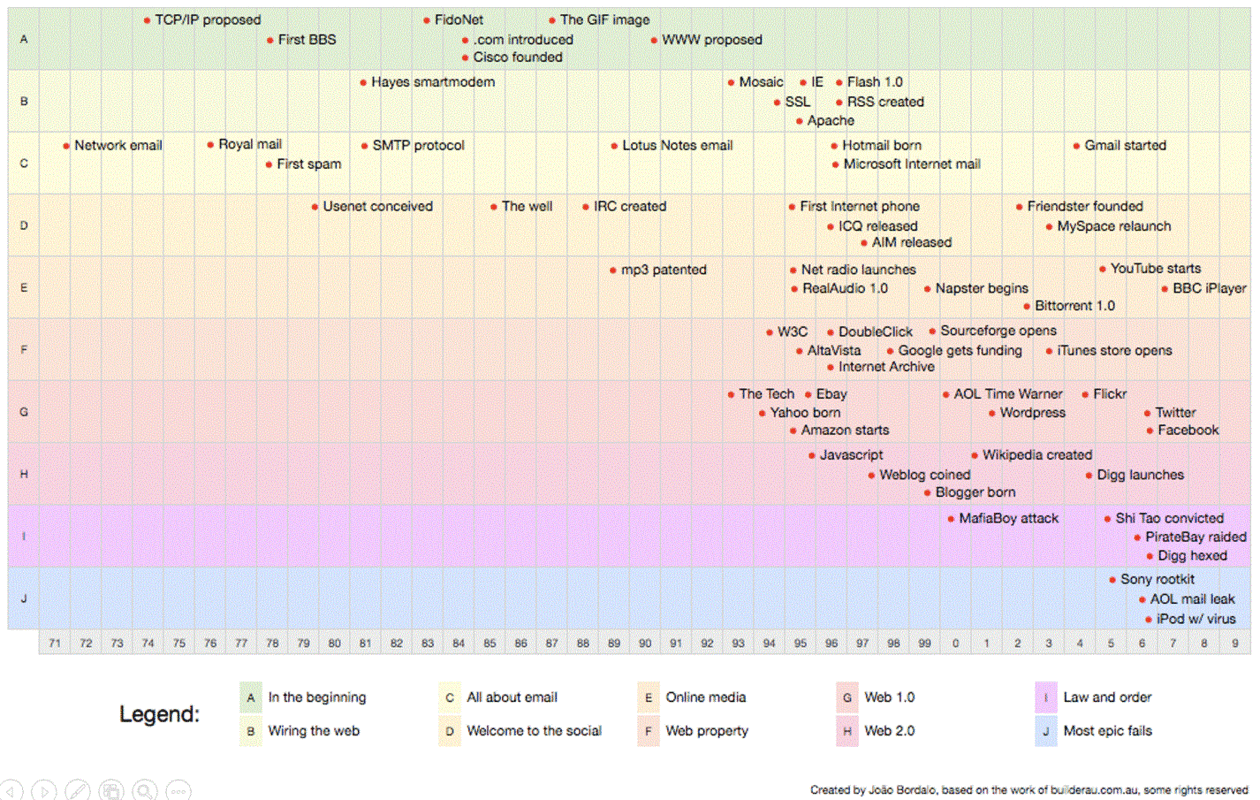 TCP/IP proposed FidoNet The GIF image
A First BBS .com introduced WWW proposed
Cisco founded
Hayes smartmodem Mosaic IE Flash 1.0
B SSL RSS created
Apache
Network email Royal mail SMTP protocol Lotus Notes email Hotmail born Gmail started
C First spam Microsoft Internet mail
Usenet conceived The well IRC created First Internet phone Friendster founded
D ICQ released MySpace relaunch
AIM released
mp3 patented Net radio launches YouTube starts
E RealAudio 1.0 Napster begins BBC iPlayer
Bittorrent 1.0
W3C DoubleClick Sourceforge opens
F AltaVista Google gets funding iTunes store opens
Internet Archive
The Tech Ebay AOL Time Warner Flickr
G Yahoo born Wordpress Twitter
Amazon starts Facebook
Javascript Wikipedia created
H Weblog coined Digg launches
Blogger born
MafiaBoy attack Shi Tao convicted
I PirateBay raided
Digg hexed
Sony rootkit
J AOL mail leak
iPod w/ virus
71 72 73 74 75 76 77 78 79 80 81 82 83 84 85 86 87 88 89 90 91 92 93 94 95 96 97 98 99 0 1 2 3 4 5 6 7 8 9
Legend:
A In the beginning C All about email E Online media G Web 1.0 I Law and order
B Wiring the web D Welcome to the social F Web property H Web 2.0 J Most epic fails
Created by João Bordalo, based on the work of builderau.com.au, some rights reserved